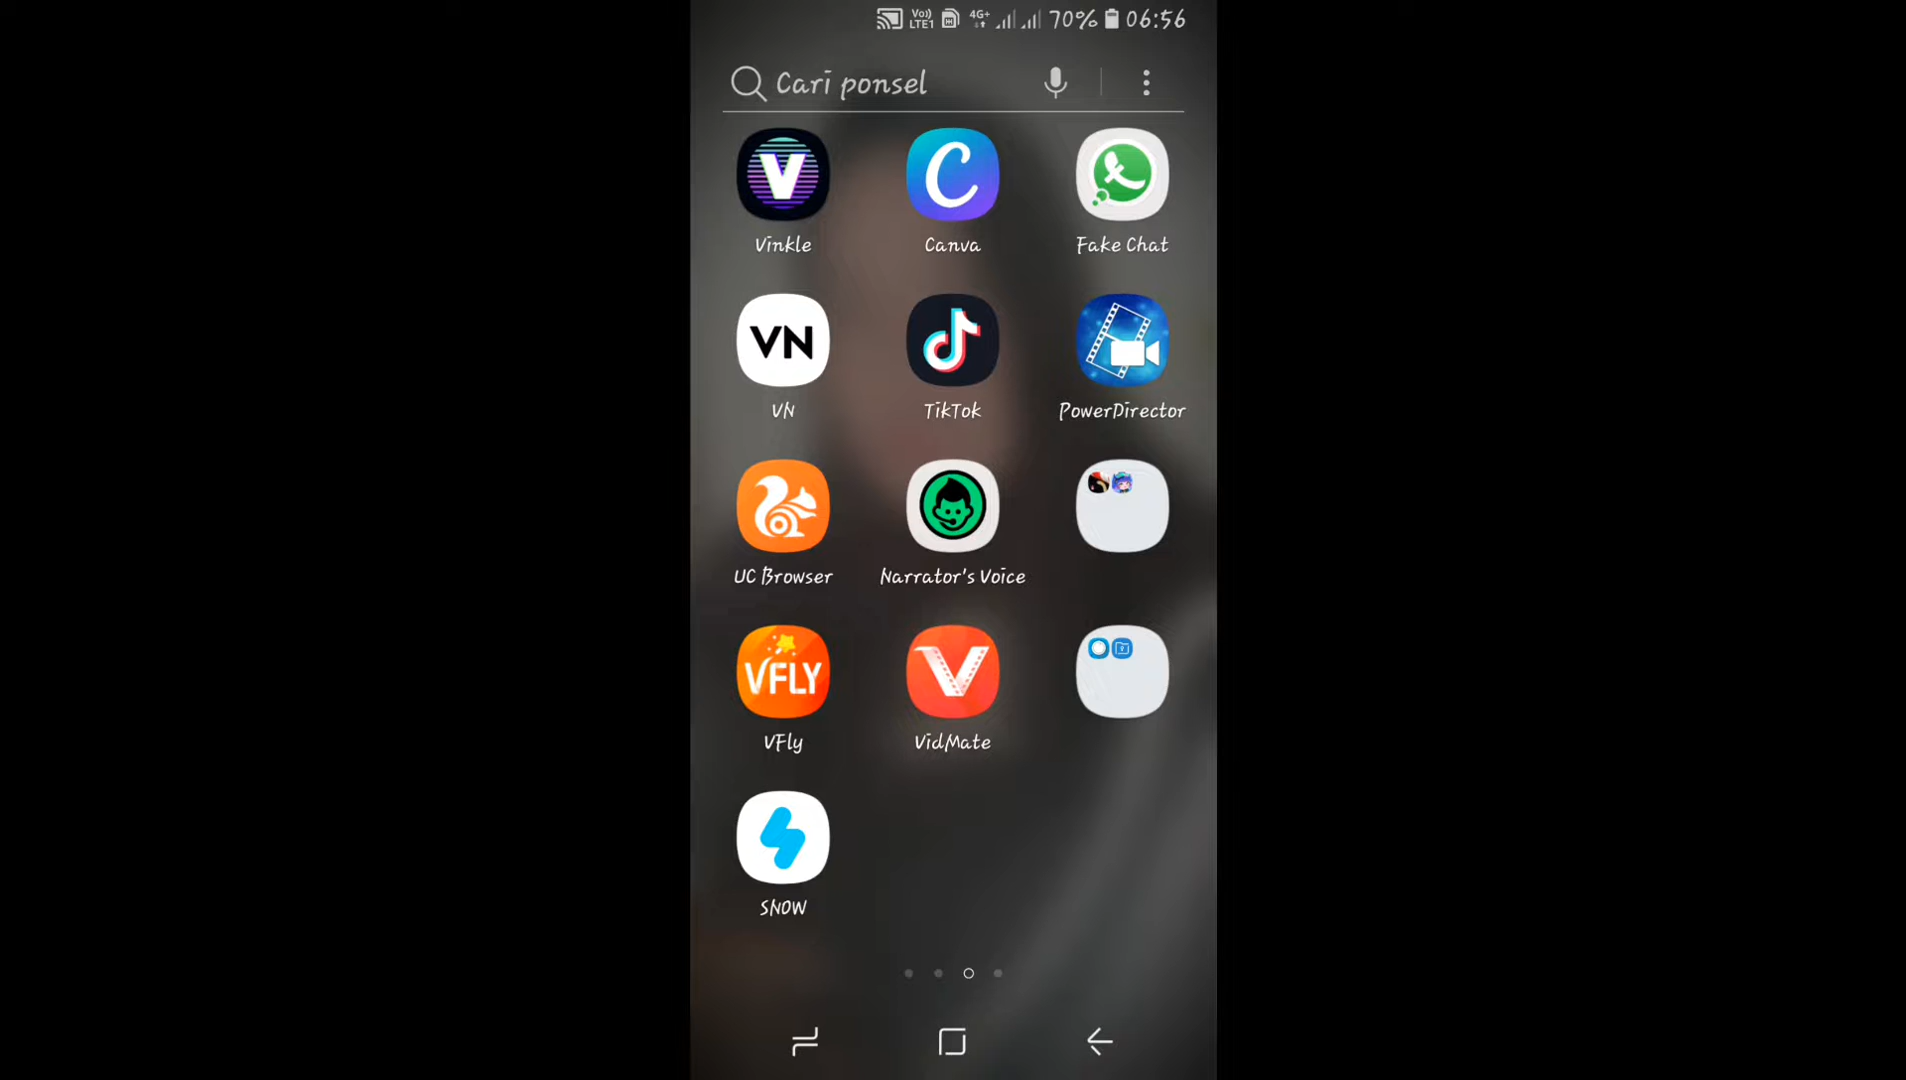 Vo)) LTE1 4G+ 70% 06:56
Cari ponsel
V C
Vinkle Canva Fake Chat
VN
VN TikTok PowerDirector
UC Browser Narrator's Voice
VFLY V
VFly VidMate
SNOW